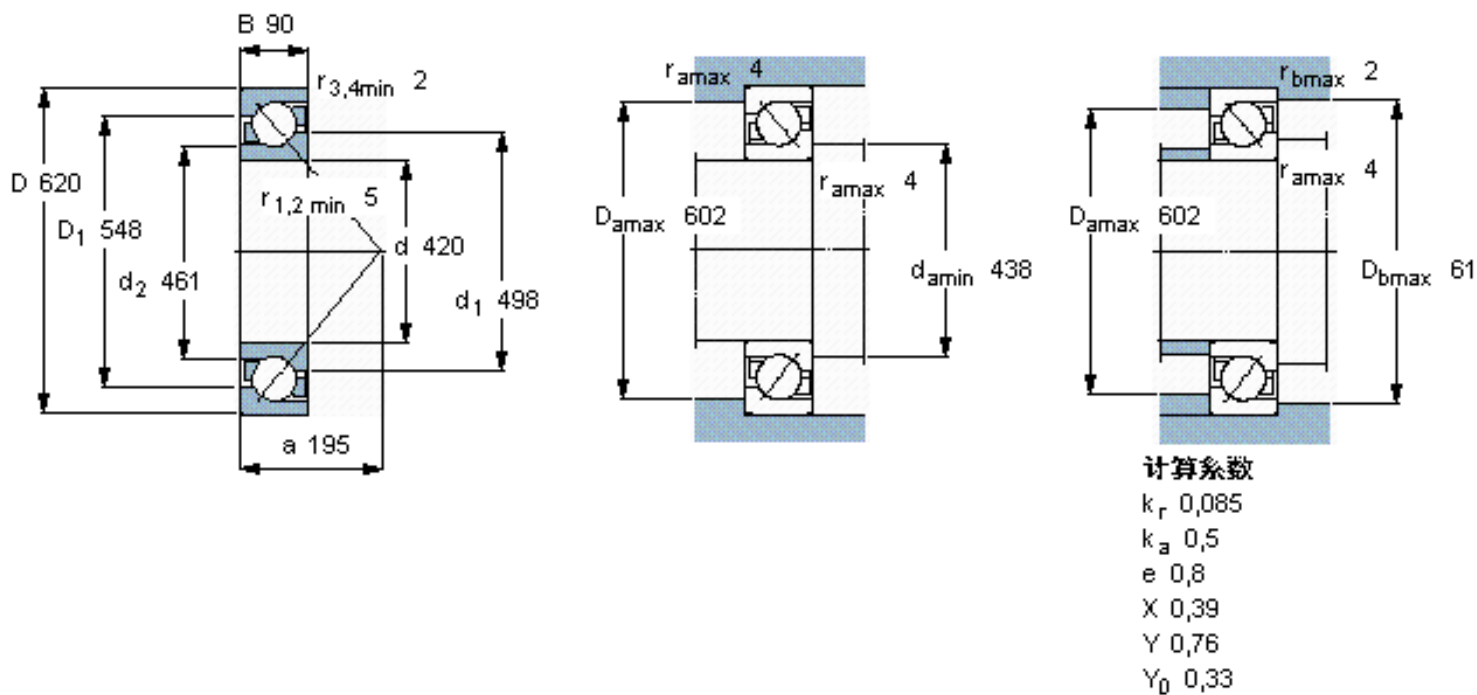 B 90
r3,4min 2
D 620
D1 548
d2 461
r1,2 min 5
d 420
d1 498
a 195
ramax 4
ramax 4
Damax 602
damin 438
rbmax 2
ramax 4
Damax 602
Dbmax 61
计算系数
kr 0,085
ka 0,5
e 0,8
X 0,39
Y 0,76
Y0 0,33